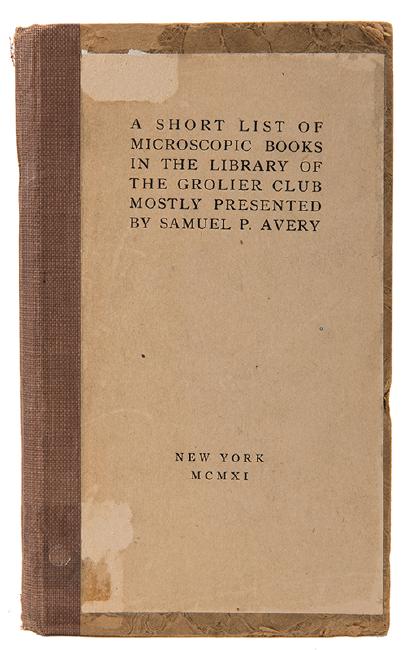 A SHORT LIST OF
MICROSCOPIC BOOKS
IN THE LIBRARY OF
THE GROLIER CLUB
MOSTLY PRESENTED
BY SAMUEL P. AVERY
NEW YORK
MCMXI